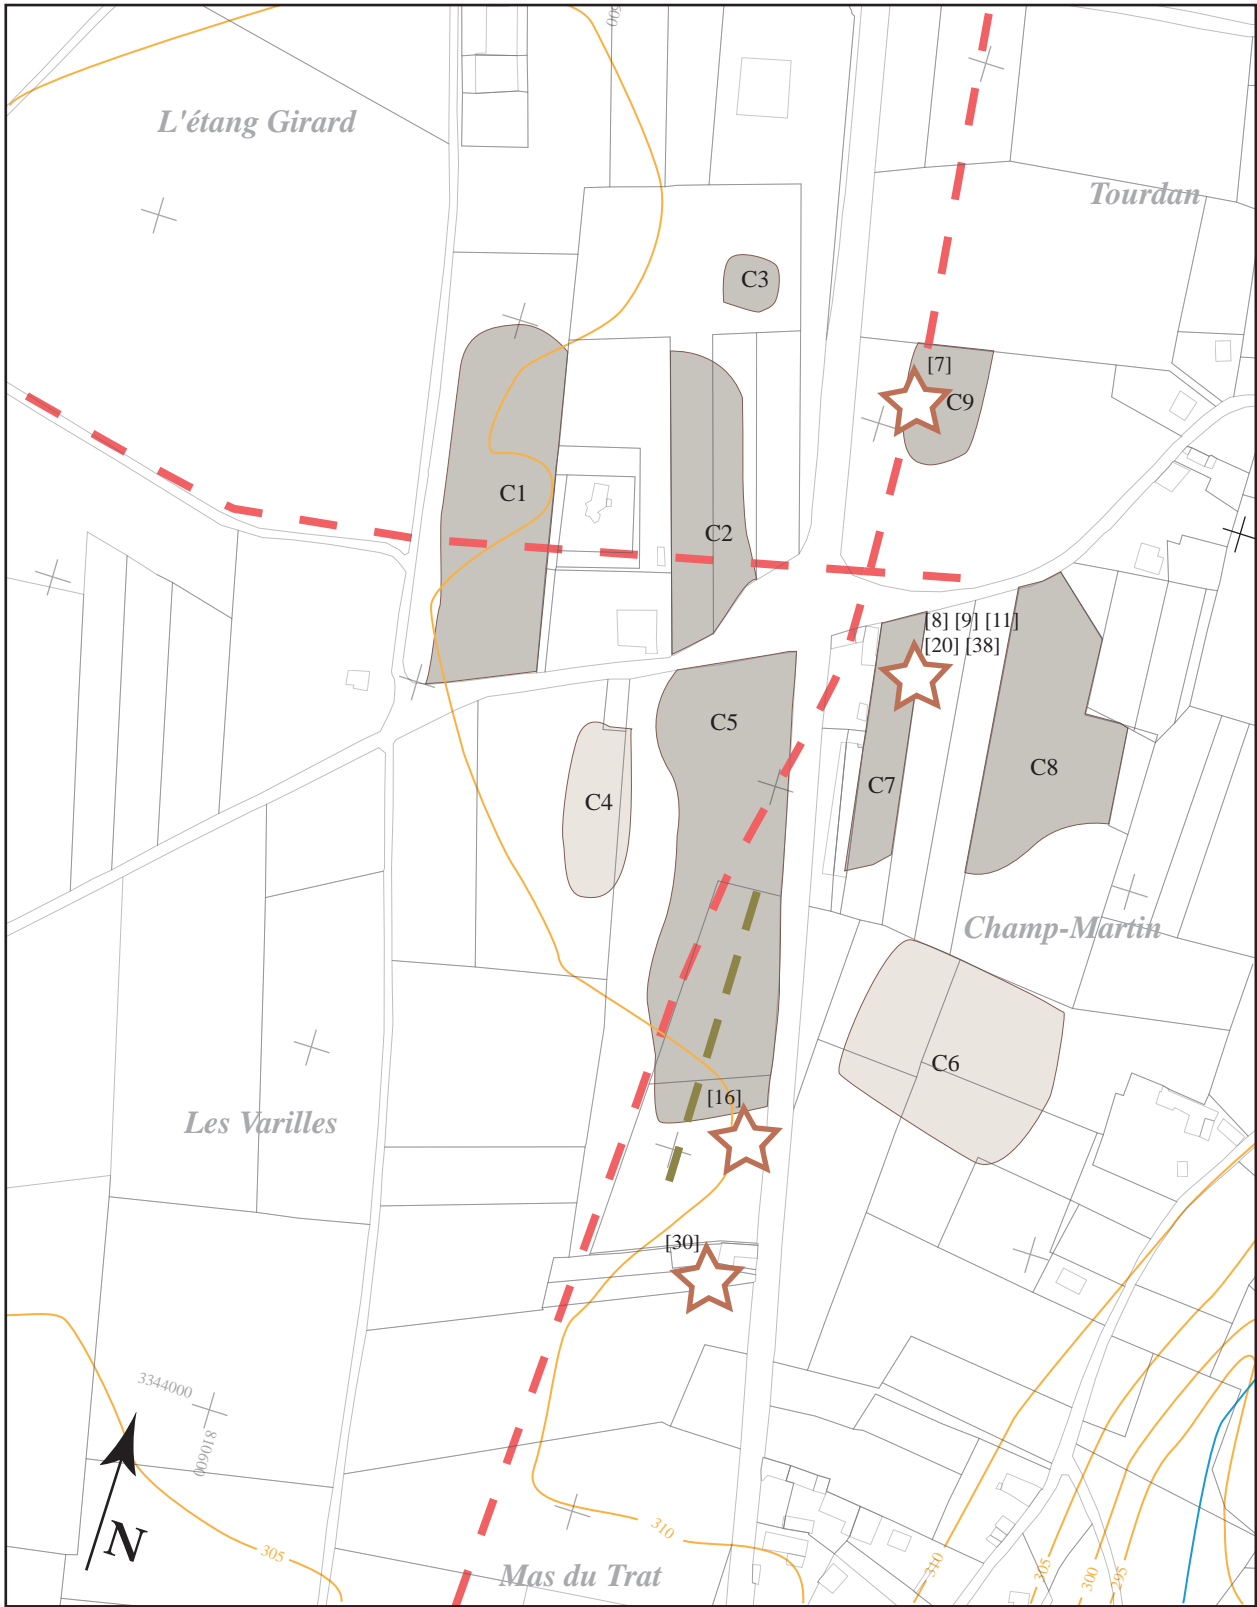 L'étang Girard
Tourdan
C3
[7]
C9
C1
C2
[8] [9] [11]
[20] [38]
C5
C8
C7
C4
Champ-Martin
C6
[16]
Les Varilles
[30]
3344000
810600
N
305
310
Mas du Trat
310
305
300
295